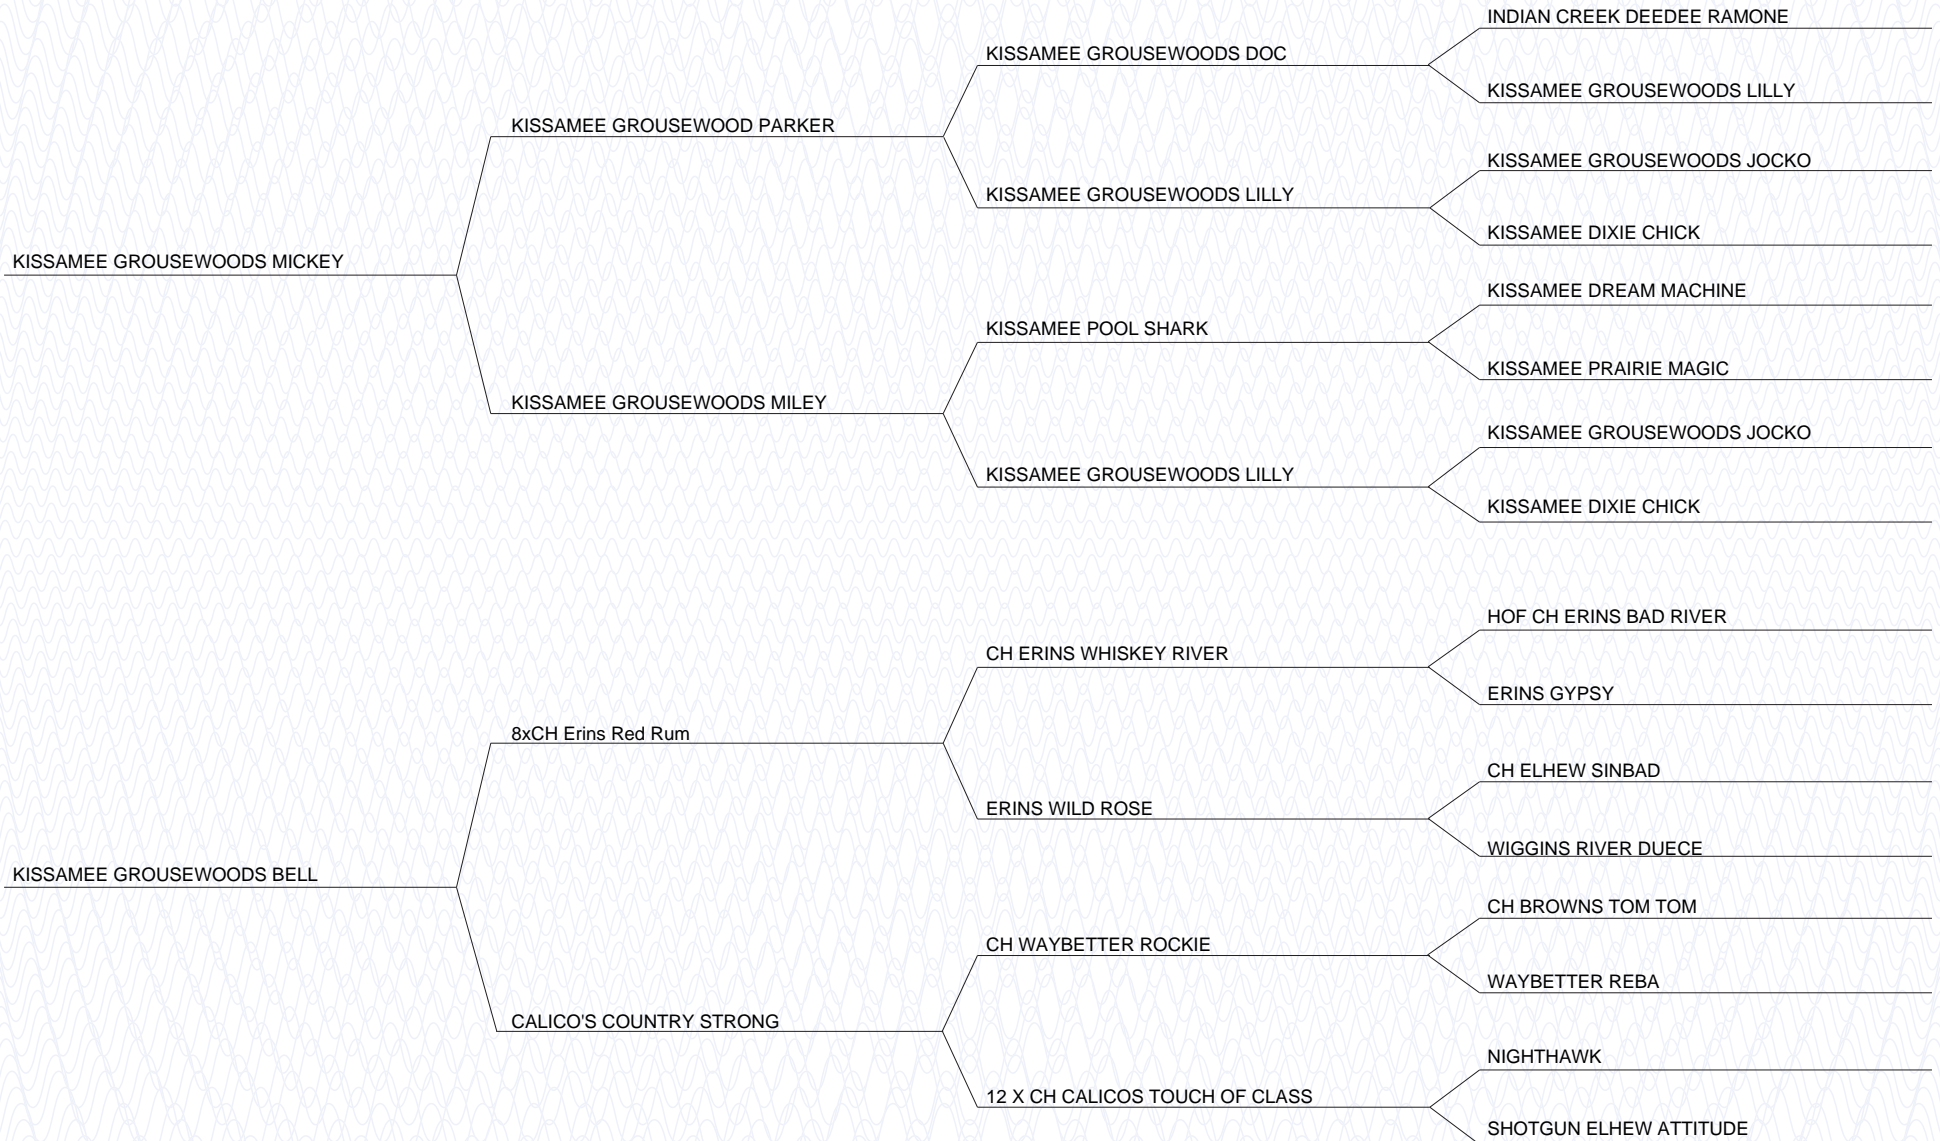 INDIAN CREEK DEEDEE RAMONE
KISSAMEE GROUSEWOODS DOC
KISSAMEE GROUSEWOODS LILLY
KISSAMEE GROUSEWOOD PARKER
KISSAMEE GROUSEWOODS JOCKO
KISSAMEE GROUSEWOODS LILLY
KISSAMEE DIXIE CHICK
KISSAMEE GROUSEWOODS MICKEY
KISSAMEE DREAM MACHINE
KISSAMEE POOL SHARK
KISSAMEE PRAIRIE MAGIC
KISSAMEE GROUSEWOODS MILEY
KISSAMEE GROUSEWOODS JOCKO
KISSAMEE GROUSEWOODS LILLY
KISSAMEE DIXIE CHICK
HOF CH ERINS BAD RIVER
CH ERINS WHISKEY RIVER
ERINS GYPSY
8xCH Erins Red Rum
CH ELHEW SINBAD
ERINS WILD ROSE
WIGGINS RIVER DUECE
KISSAMEE GROUSEWOODS BELL
CH BROWNS TOM TOM
CH WAYBETTER ROCKIE
WAYBETTER REBA
CALICO'S COUNTRY STRONG
NIGHTHAWK
12 X CH CALICOS TOUCH OF CLASS
SHOTGUN ELHEW ATTITUDE